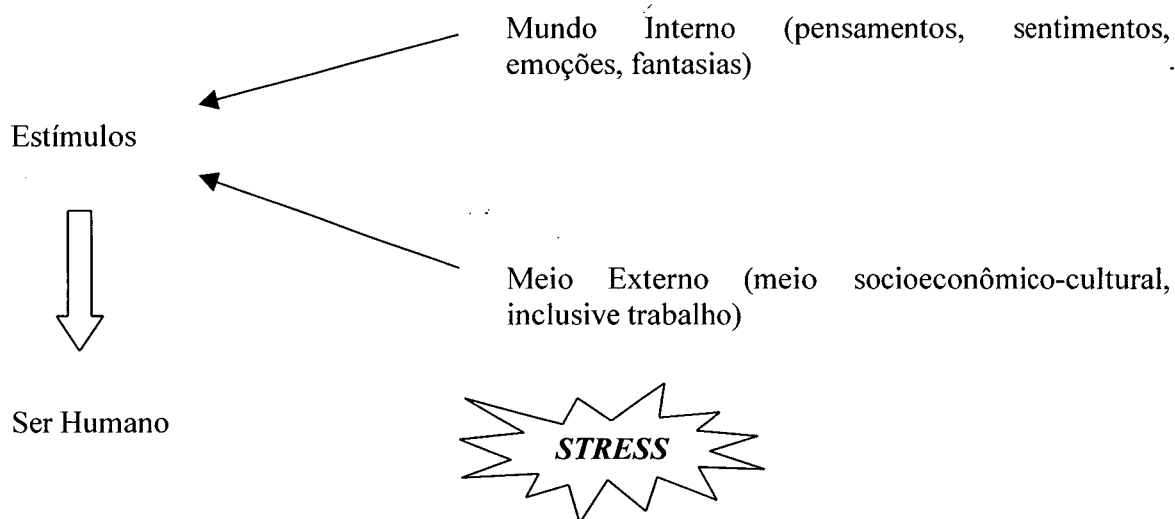 Mundo Interno (pensamentos, sentimentos,
emoções, fantasias)
Estímulos
Meio Externo (meio socioeconômico-cultural,
inclusive trabalho)
Ser Humano
STRESS